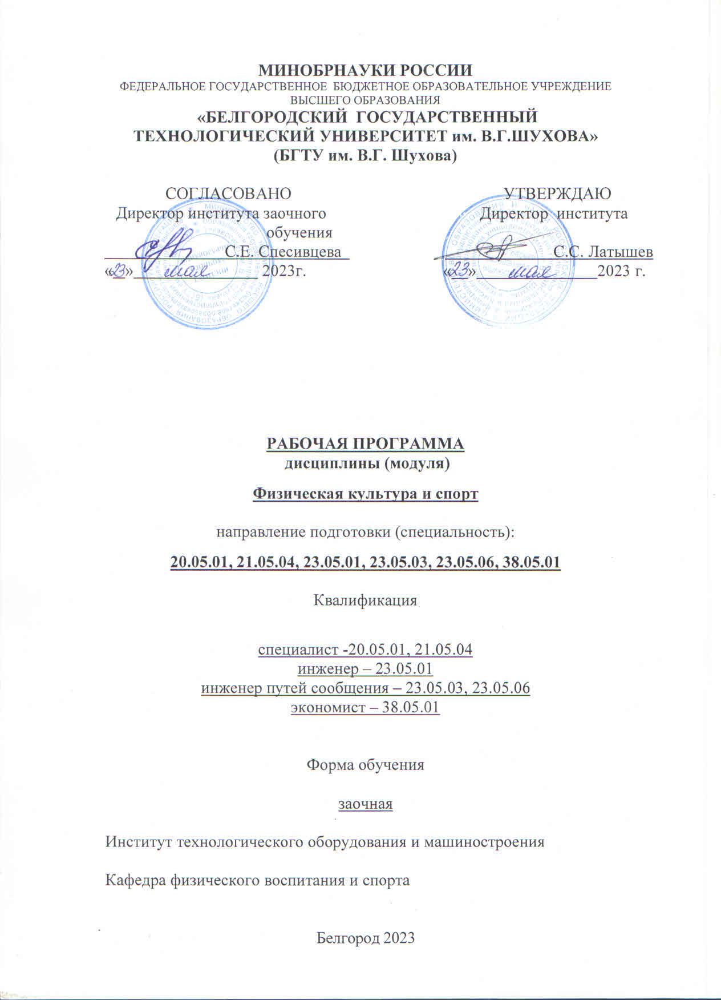 МИНОБРНАУКИ РОССИИ
ФЕДЕРАЛЬНОЕ ГОСУДАРСТВЕННОЕ БЮДЖЕТНОЕ ОБРАЗОВАТЕЛЬНОЕ УЧРЕЖДЕНИЕ
ВЫСШЕГО ОБРАЗОВАНИЯ
«БЕЛГОРОДСКИЙ ГОСУДАРСТВЕННЫЙ
ТЕХНОЛОГИЧЕСКИЙ УНИВЕРСИТЕТ им. В.Г.ШУХОВА»
(БГТУ им. В.Г. Шухова)
СОГЛАСОВАНО
Директор института заочного
обучения
С.Е. Спесивцева
«23» мая 2023г.
УТВЕРЖДАЮ
Директор института
С.С. Латышев
«23» мая 2023 г.
РАБОЧАЯ ПРОГРАММА
дисциплины (модуля)
Физическая культура и спорт
направление подготовки (специальность):
20.05.01, 21.05.04, 23.05.01, 23.05.03, 23.05.06, 38.05.01
Квалификация
специалист -20.05.01, 21.05.04
инженер – 23.05.01
инженер путей сообщения – 23.05.03, 23.05.06
экономист – 38.05.01
Форма обучения
заочная
Институт технологического оборудования и машиностроения
Кафедра физического воспитания и спорта
Белгород 2023